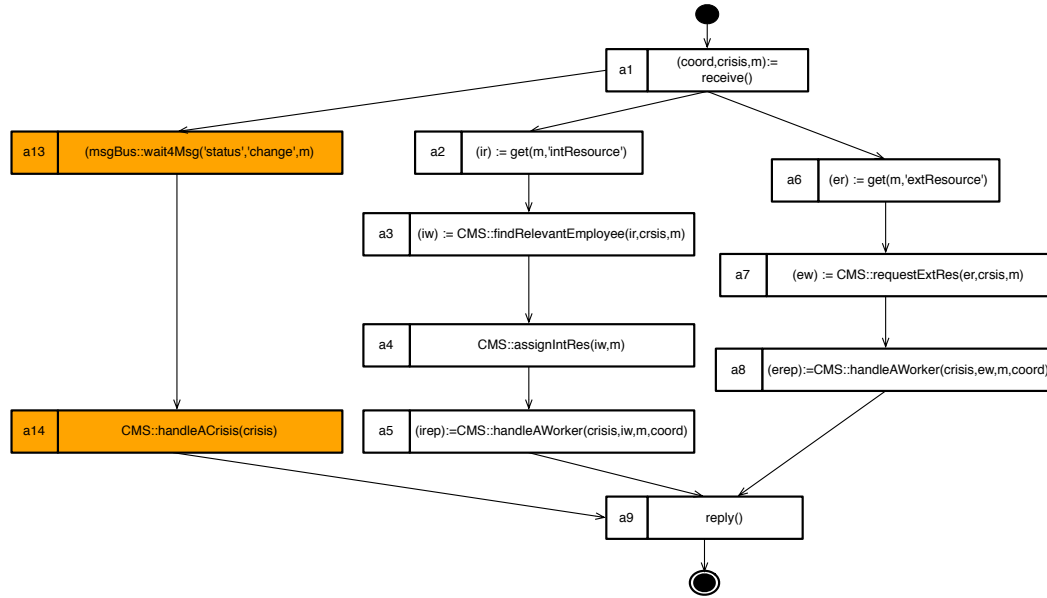 a1
(coord,crisis,m):=
receive()
a13
(msgBus::wait4Msg('status','change',m)
a2
(ir) := get(m,'intResource')
a6
(er) := get(m,'extResource')
a3
(iw) := CMS::findRelevantEmployee(ir,crsis,m)
a7
(ew) := CMS::requestExtRes(er,crsis,m)
a4
CMS::assignIntRes(iw,m)
a8
(erep):=CMS::handleAWorker(crisis,ew,m,coord)
a14
CMS::handleACrisis(crisis)
a5
(irep):=CMS::handleAWorker(crisis,iw,m,coord)
a9
reply()